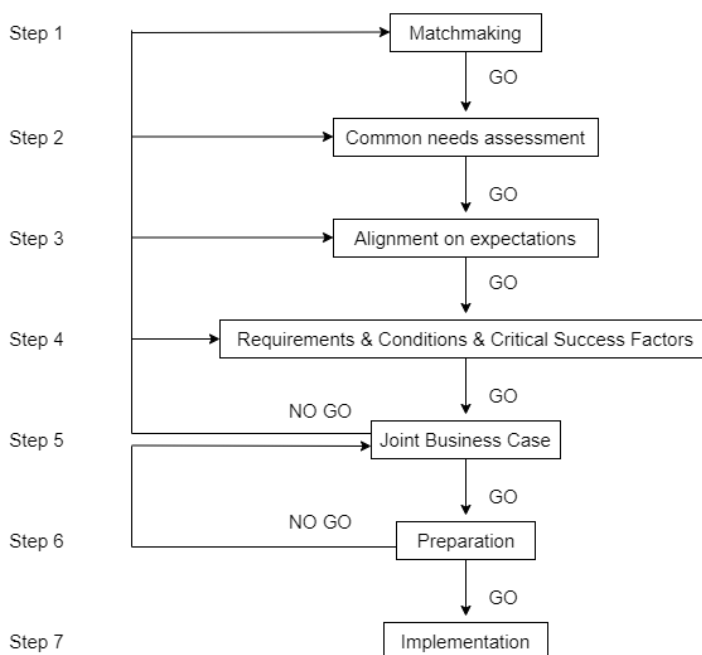 Step 1
Matchmaking
GO
Step 2
Common needs assessment
GO
Step 3
Alignment on expectations
GO
Step 4
Requirements & Conditions & Critical Success Factors
NO GO
GO
Step 5
Joint Business Case
GO
NO GO
Step 6
Preparation
GO
Step 7
Implementation